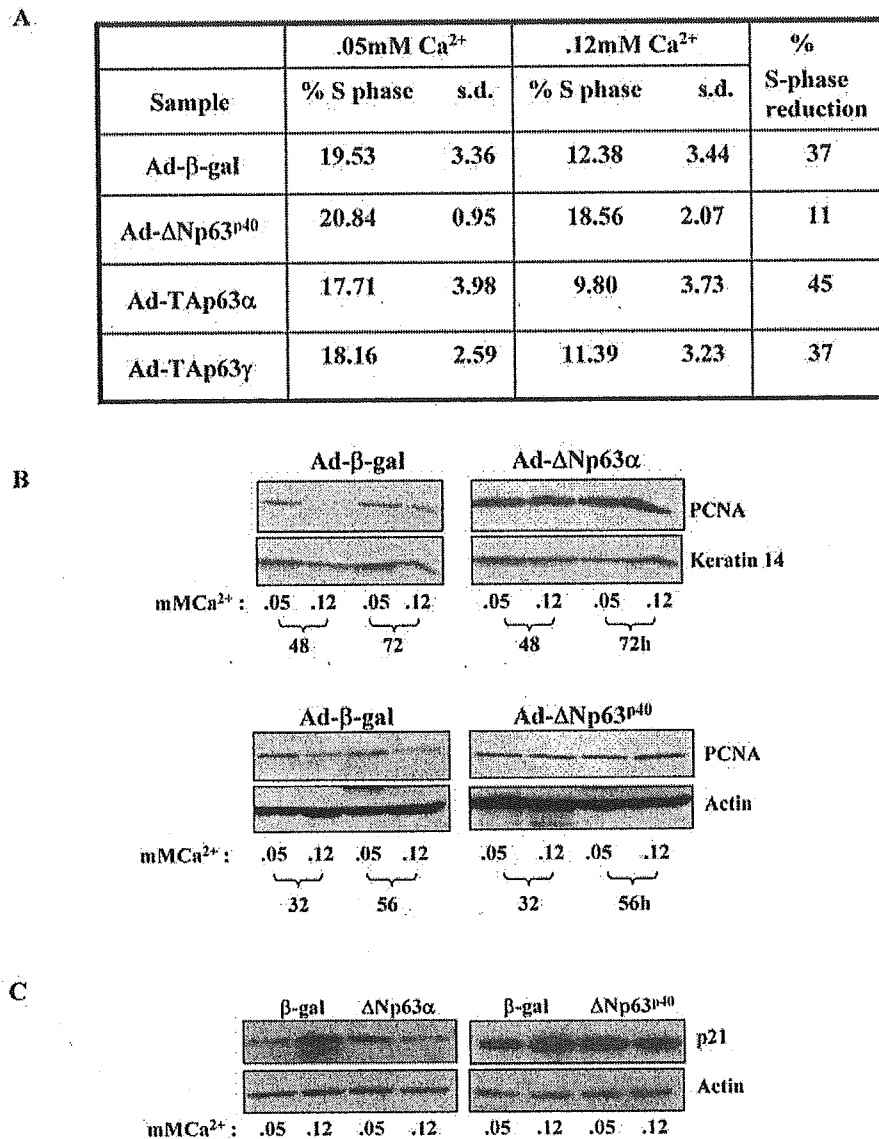 A
.05mM Ca²⁺ .12mM Ca²⁺ % S-phase reduction
Sample % S phase s.d. % S phase s.d.
Ad-β-gal 19.53 3.36 12.38 3.44 37
Ad-ΔNp63ᵖ⁴⁰ 20.84 0.95 18.56 2.07 11
Ad-TAp63α 17.71 3.98 9.80 3.73 45
Ad-TAp63γ 18.16 2.59 11.39 3.23 37
B
Ad-β-gal Ad-ΔNp63α
PCNA
Keratin 14
mMCa²⁺ : .05 .12 .05 .12 .05 .12 .05 .12
48 72 48 72h
Ad-β-gal Ad-ΔNp63ᵖ⁴⁰
PCNA
Actin
mMCa²⁺ : .05 .12 .05 .12 .05 .12 .05 .12
32 56 32 56h
C
β-gal ΔNp63α β-gal ΔNp63ᵖ⁴⁰
p21
Actin
mMCa²⁺ : .05 .12 .05 .12 .05 .12 .05 .12